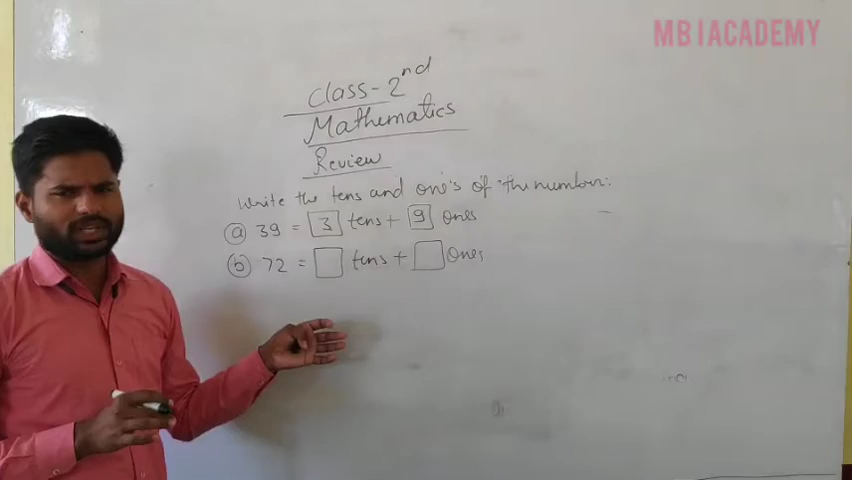 MB IACADEMY
Class-2nd
Mathematics
Review
Write the tens and one's of the number:
(a) 39 = 3 tens + 9 ones
(b) 72 = tens + Ones